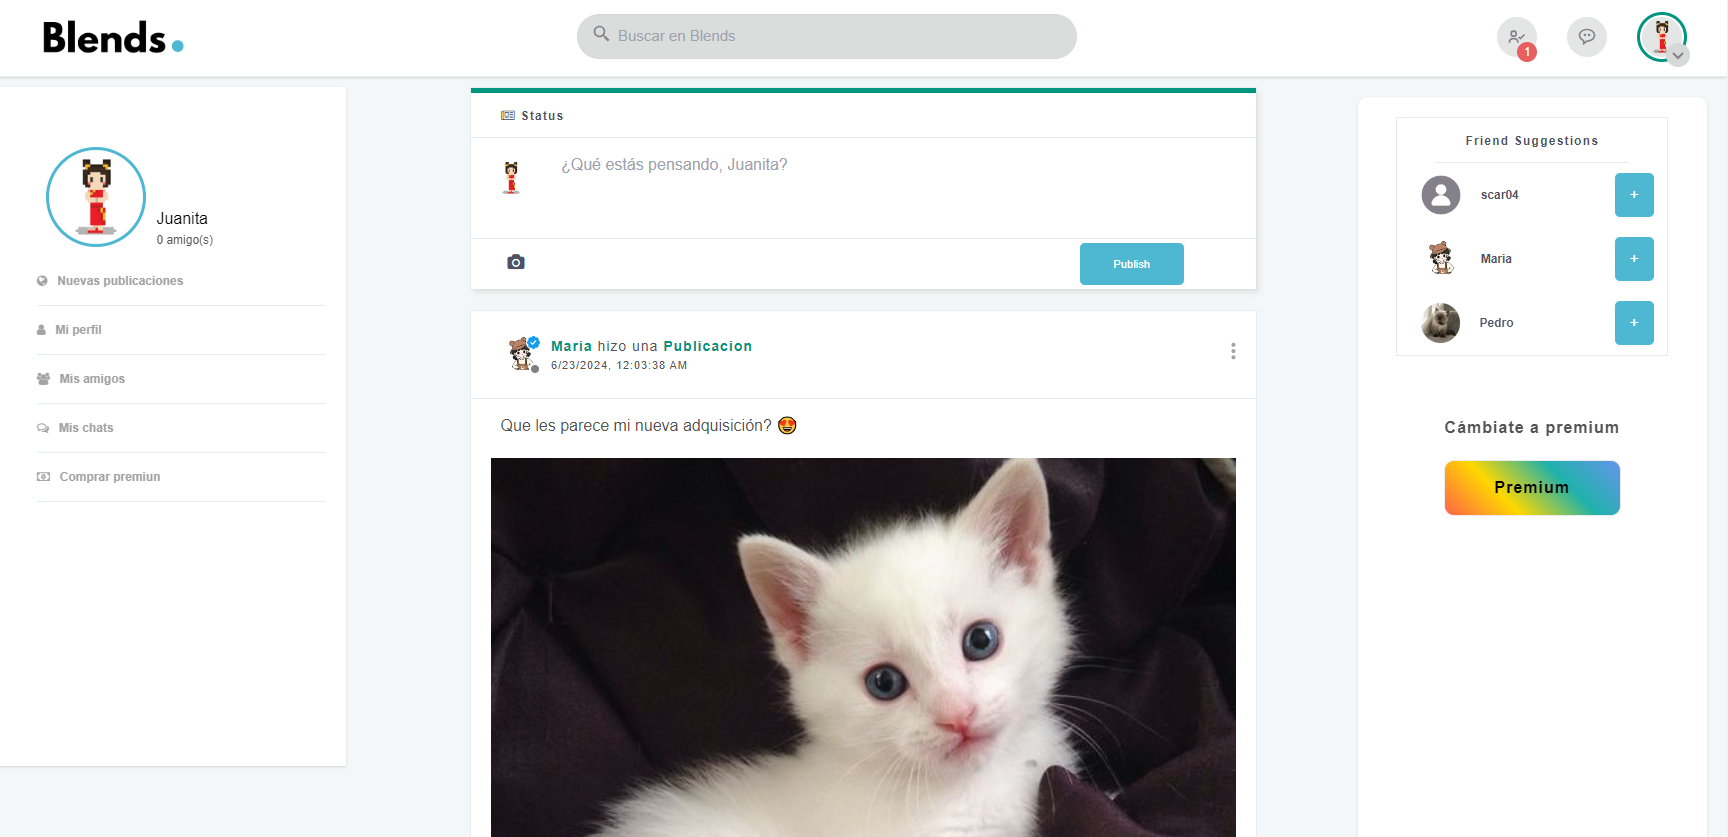 Blends.
Buscar en Blends
1
Juanita
0 amigo(s)
Nuevas publicaciones
Mi perfil
Mis amigos
Mis chats
Comprar premiun
Status
¿Qué estás pensando, Juanita?
Publish
Maria hizo una Publicacion
6/23/2024, 12:03:38 AM
Que les parece mi nueva adquisición? 😍
Friend Suggestions
scar04
+
Maria
+
Pedro
+
Cámbiate a premium
Premium